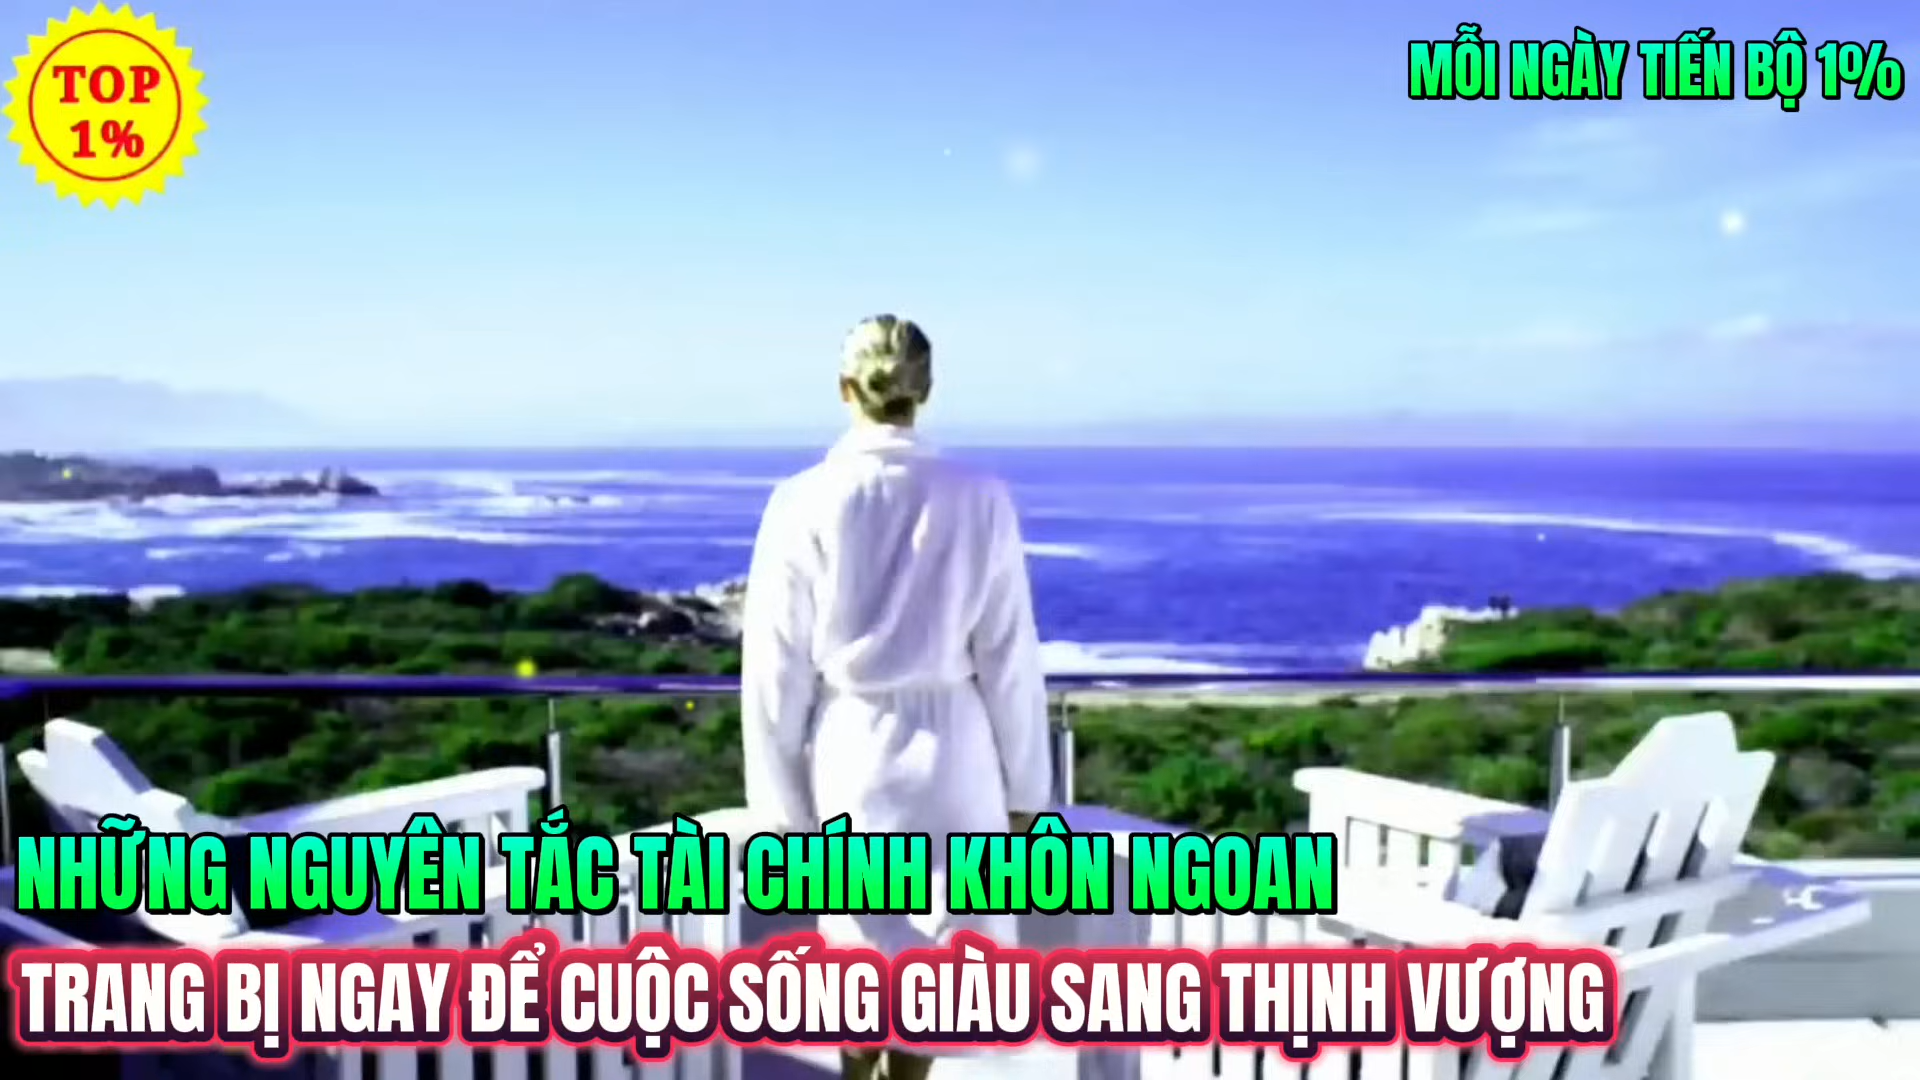 TOP
1%
MỖI NGÀY TIẾN BỘ 1%
NHỮNG NGUYÊN TẮC TÀI CHÍNH KHÔN NGOAN
TRANG BỊ NGAY ĐỂ CUỘC SỐNG GIÀU SANG THỊNH VƯỢNG